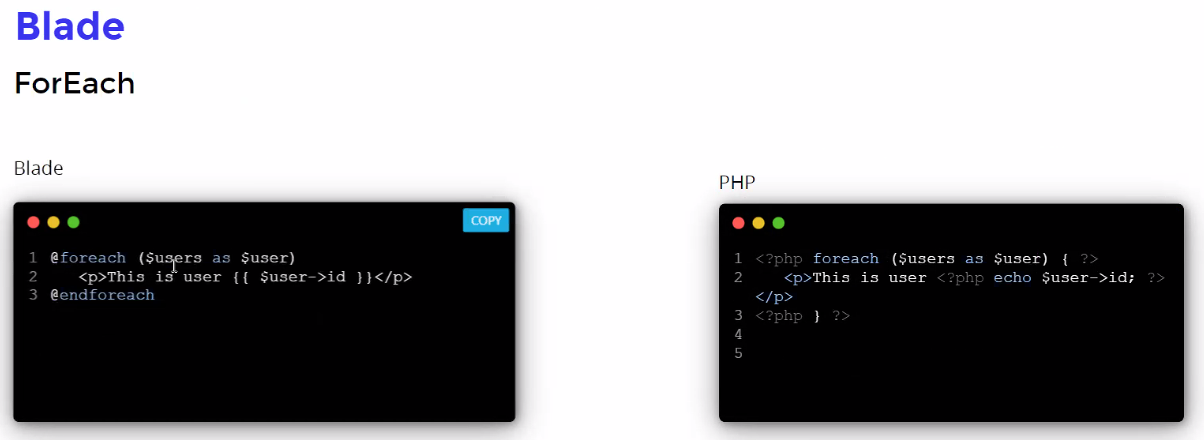 Blade
ForEach
Blade
COPY
1 @foreach ($users as $user)
2    <p>This is user {{ $user->id }}</p>
3 @endforeach
PHP
1 <?php foreach ($users as $user) { ?>
2    <p>This is user <?php echo $user->id; ?>
</p>
3 <?php } ?>
4
5